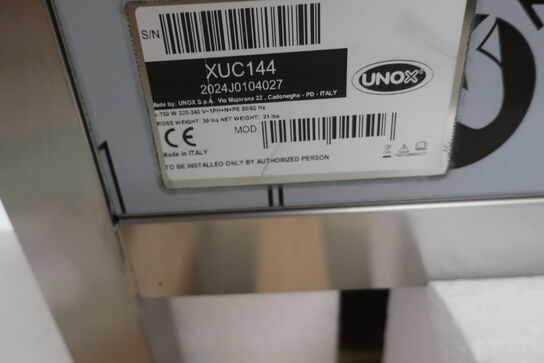 S/N
XUC144
2024J0104027
UNOX
Made by: UNOX S.p.A. Via Majorana 22 , Cadoneghe - PD - ITALY
750 W 220-240 V~1PH+N+PE 50/60 Hz
ROSS WEIGHT: 30 lbs NET WEIGHT: 21 lbs
CE
MOD
Made in ITALY
TO BE INSTALLED ONLY BY AUTHORIZED PERSON